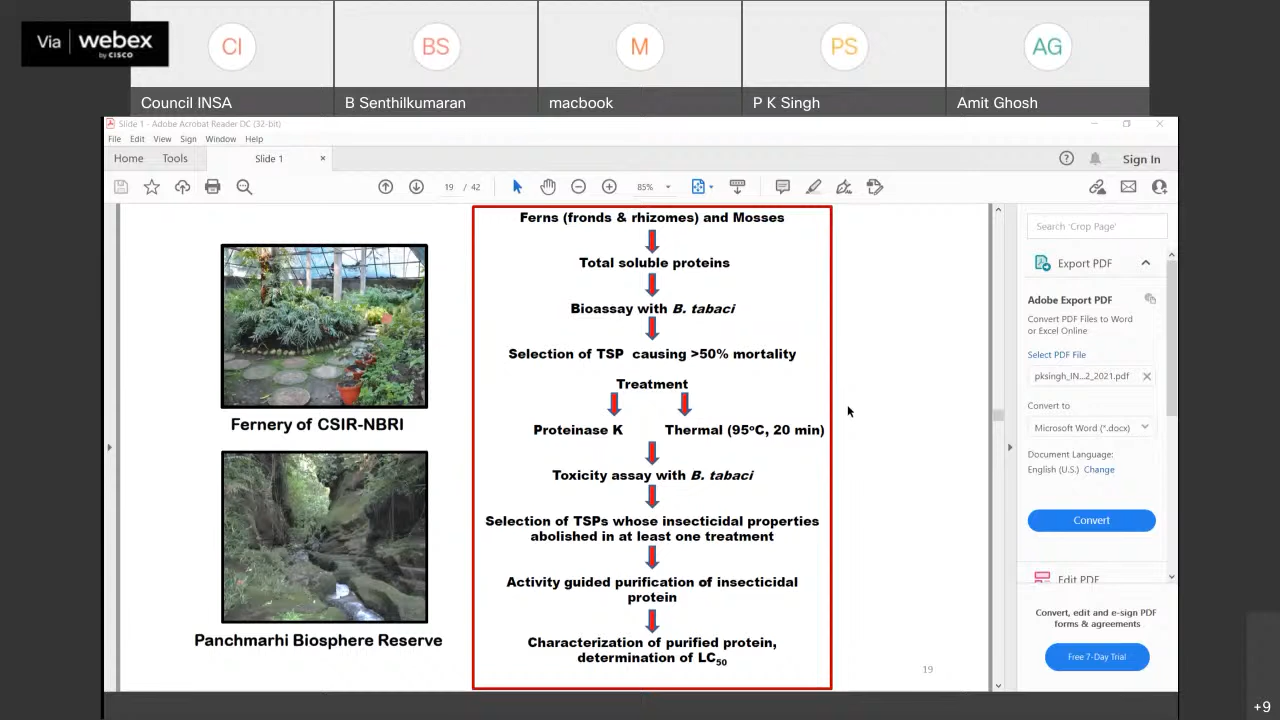 Via webex
by CISCO
CI
BS
M
PS
AG
Council INSA
B Senthilkumaran
macbook
P K Singh
Amit Ghosh
Slide 1 - Adobe Acrobat Reader DC (32-bit)
File Edit View Sign Window Help
Home Tools Slide 1 × Sign In
19 / 42 85%
Ferns (fronds & rhizomes) and Mosses
Total soluble proteins
Bioassay with B. tabaci
Selection of TSP causing >50% mortality
Treatment
Proteinase K Thermal (95ºC, 20 min)
Toxicity assay with B. tabaci
Selection of TSPs whose insecticidal properties
abolished in at least one treatment
Activity guided purification of insecticidal
protein
Characterization of purified protein,
determination of LC50
Fernery of CSIR-NBRI
Panchmarhi Biosphere Reserve
19
Search 'Crop Page'
Export PDF
Adobe Export PDF
Convert PDF Files to Word
or Excel Online
Select PDF File
pksingh_IN...2_2021.pdf
Convert to
Microsoft Word (*.docx)
Document Language:
English (U.S.) Change
Convert
Edit PDF
Convert, edit and e-sign PDF
forms & agreements
Free 7-Day Trial
+9